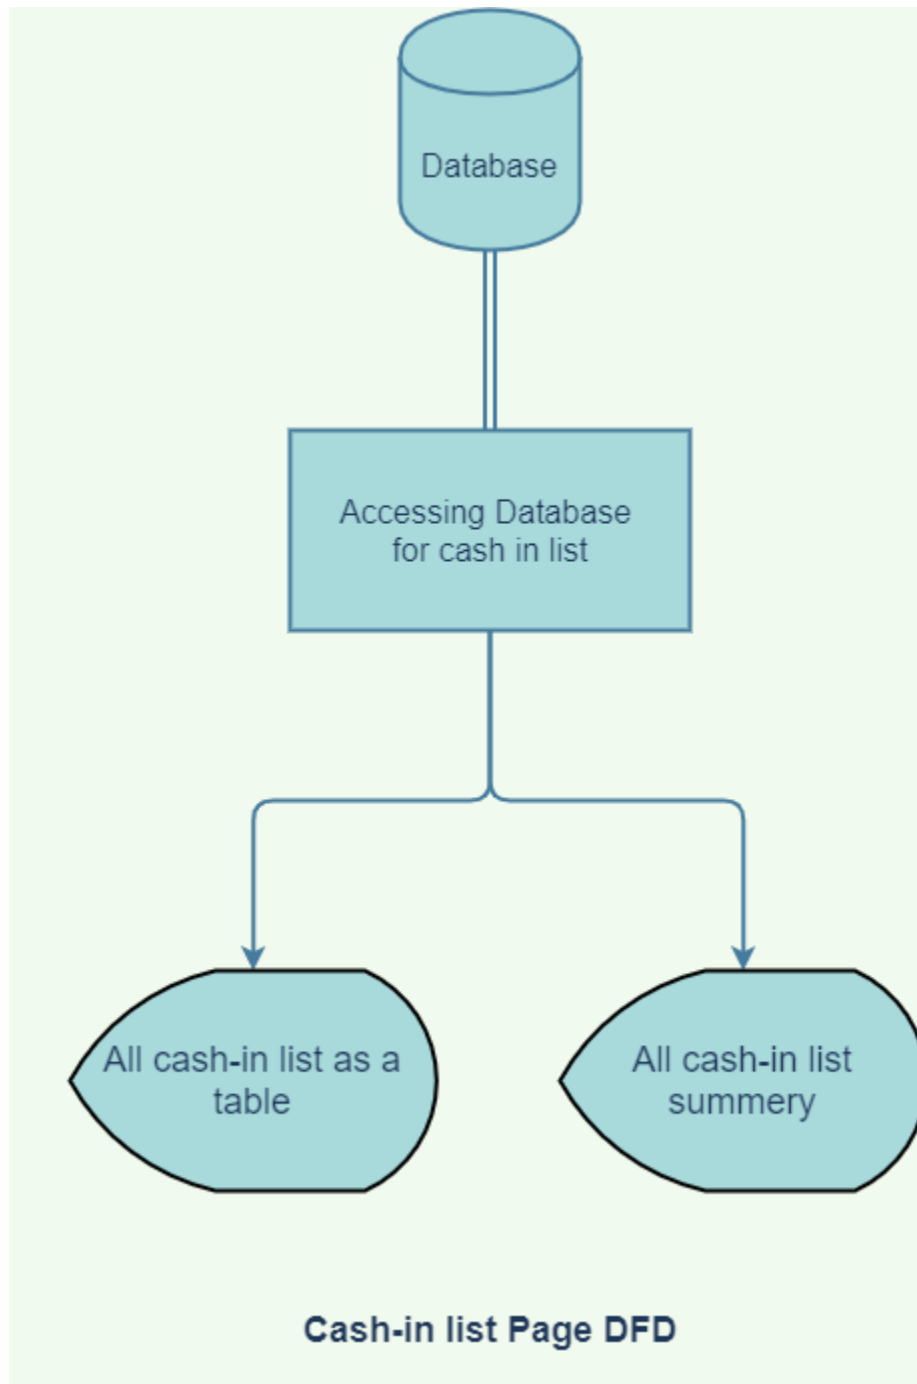 Database
Accessing Database
for cash in list
All cash-in list as a
table
All cash-in list
summery
Cash-in list Page DFD